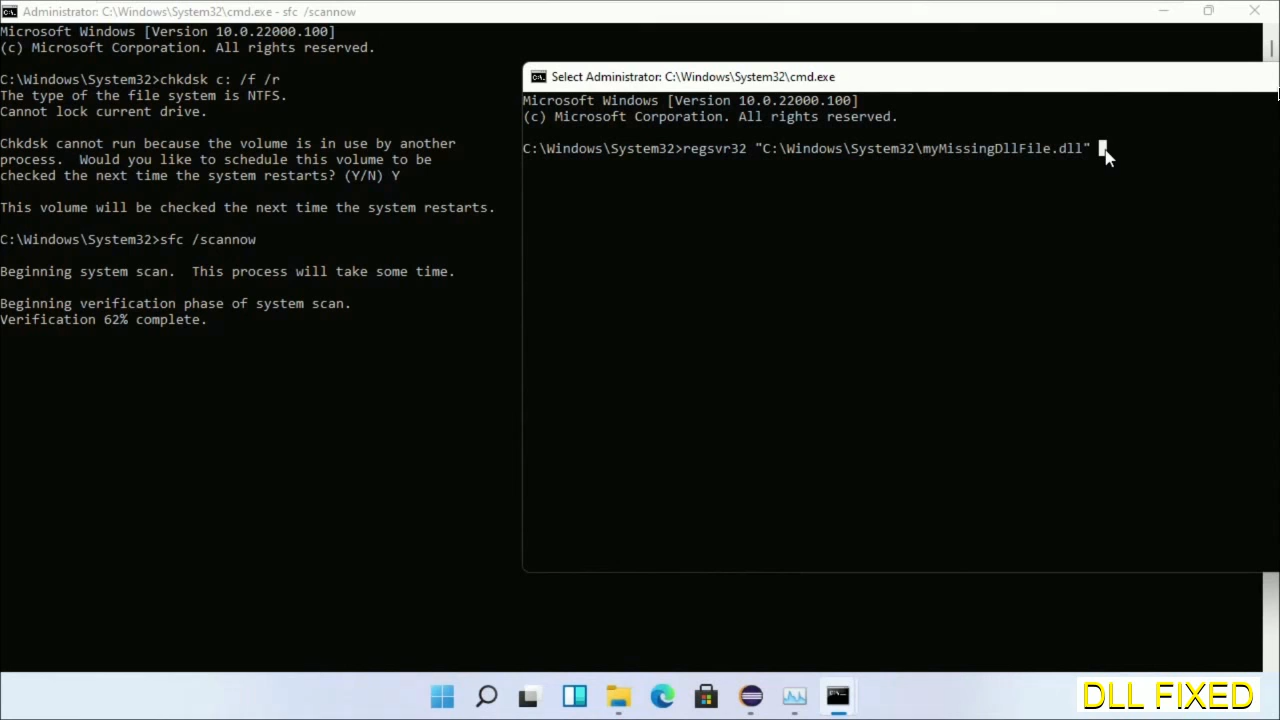 Administrator: C:\Windows\System32\cmd.exe - sfc /scannow
Microsoft Windows [Version 10.0.22000.100]
(c) Microsoft Corporation. All rights reserved.
C:\Windows\System32>chkdsk c: /f /r
The type of the file system is NTFS.
Cannot lock current drive.
Chkdsk cannot run because the volume is in use by another
process.  Would you like to schedule this volume to be
checked the next time the system restarts? (Y/N) Y
This volume will be checked the next time the system restarts.
C:\Windows\System32>sfc /scannow
Beginning system scan.  This process will take some time.
Beginning verification phase of system scan.
Verification 62% complete.
Select Administrator: C:\Windows\System32\cmd.exe
Microsoft Windows [Version 10.0.22000.100]
(c) Microsoft Corporation. All rights reserved.
C:\Windows\System32>regsvr32 "C:\Windows\System32\myMissingDllFile.dll"
DLL FIXED